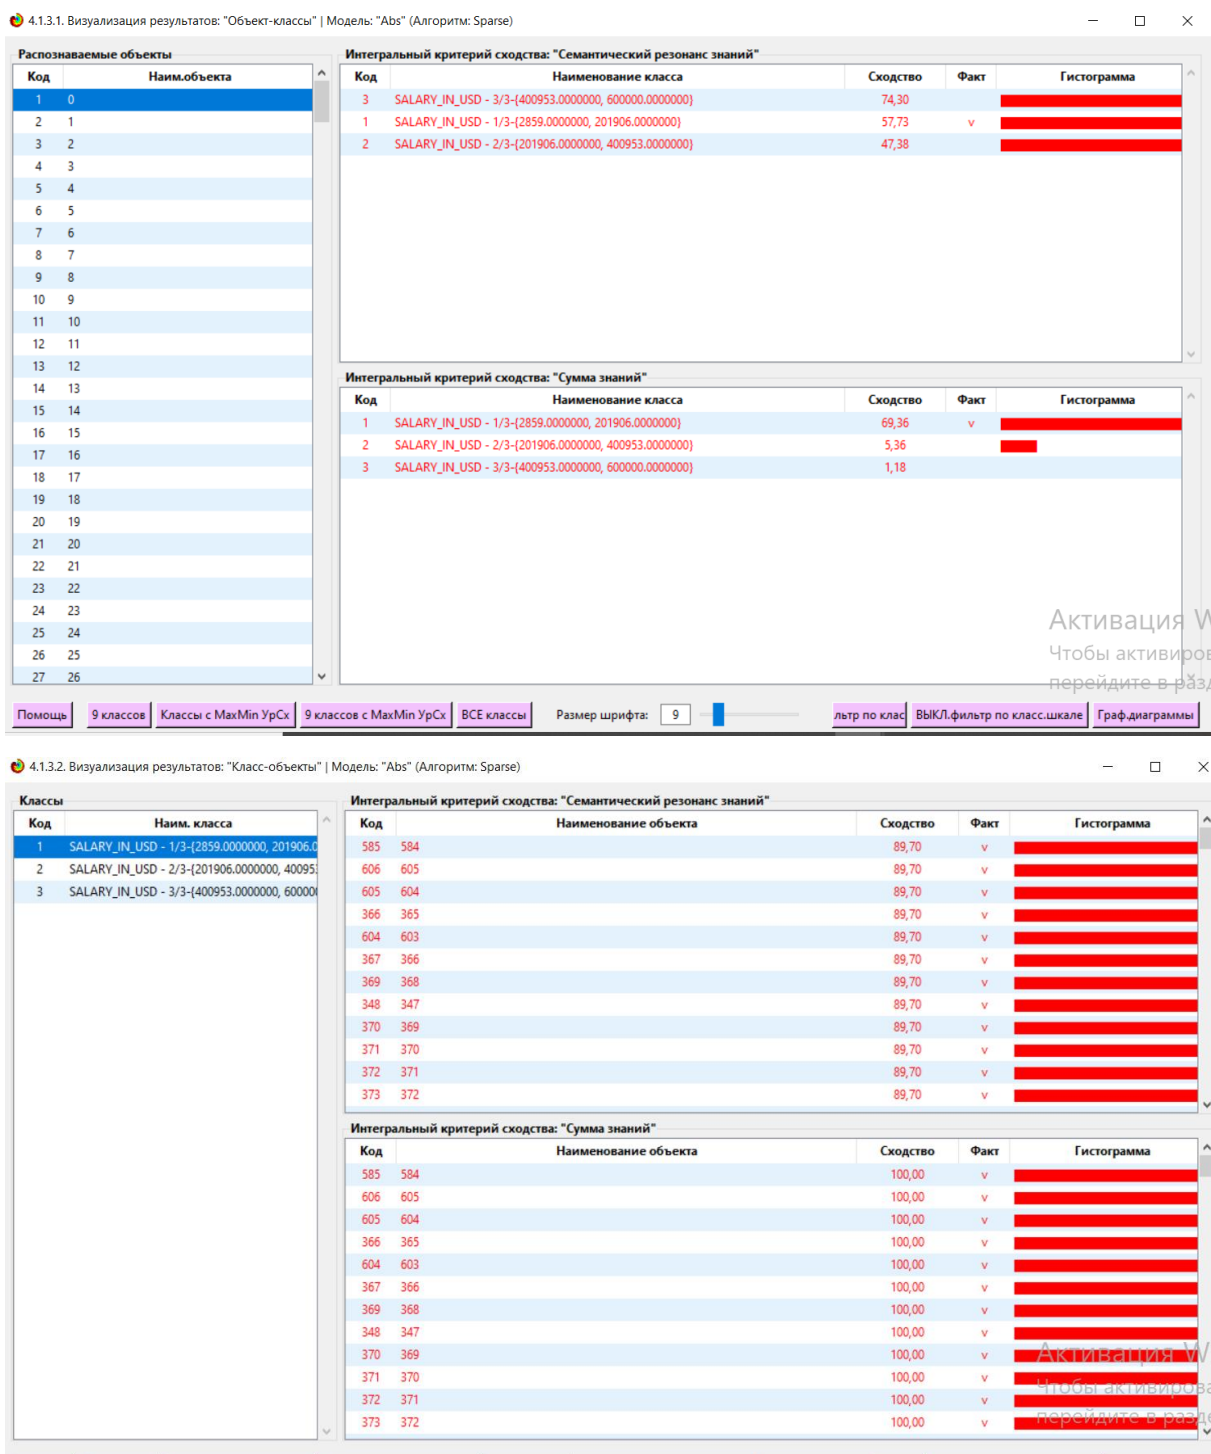 4.1.3.1. Визуализация результатов: "Объект-классы" | Модель: "Abs" (Алгоритм: Sparse)
Распознаваемые объекты
Код Наим.объекта
1 0
2 1
3 2
4 3
5 4
6 5
7 6
8 7
9 8
10 9
11 10
12 11
13 12
14 13
15 14
16 15
17 16
18 17
19 18
20 19
21 20
22 21
23 22
24 23
25 24
26 25
27 26
Интегральный критерий сходства: "Семантический резонанс знаний"
Код Наименование класса Сходство Факт Гистограмма
3 SALARY_IN_USD - 3/3-{400953.0000000, 600000.0000000} 74,30
1 SALARY_IN_USD - 1/3-{2859.0000000, 201906.0000000} 57,73 v
2 SALARY_IN_USD - 2/3-{201906.0000000, 400953.0000000} 47,38
Интегральный критерий сходства: "Сумма знаний"
Код Наименование класса Сходство Факт Гистограмма
1 SALARY_IN_USD - 1/3-{2859.0000000, 201906.0000000} 69,36 v
2 SALARY_IN_USD - 2/3-{201906.0000000, 400953.0000000} 5,36
3 SALARY_IN_USD - 3/3-{400953.0000000, 600000.0000000} 1,18
Активация W
Чтобы активиров
перейдите в разд
Помощь 9 классов Классы с MaxMin УрСх 9 классов с MaxMin УрСх ВСЕ классы Размер шрифта: 9 льтр по клас ВЫКЛ.фильтр по класс.шкале Граф.диаграммы
4.1.3.2. Визуализация результатов: "Класс-объекты" | Модель: "Abs" (Алгоритм: Sparse)
Классы
Код Наим. класса
1 SALARY_IN_USD - 1/3-{2859.0000000, 201906.0
2 SALARY_IN_USD - 2/3-{201906.0000000, 40095
3 SALARY_IN_USD - 3/3-{400953.0000000, 60000
Интегральный критерий сходства: "Семантический резонанс знаний"
Код Наименование объекта Сходство Факт Гистограмма
585 584 89,70 v
606 605 89,70 v
605 604 89,70 v
366 365 89,70 v
604 603 89,70 v
367 366 89,70 v
369 368 89,70 v
348 347 89,70 v
370 369 89,70 v
371 370 89,70 v
372 371 89,70 v
373 372 89,70 v
Интегральный критерий сходства: "Сумма знаний"
Код Наименование объекта Сходство Факт Гистограмма
585 584 100,00 v
606 605 100,00 v
605 604 100,00 v
366 365 100,00 v
604 603 100,00 v
367 366 100,00 v
369 368 100,00 v
348 347 100,00 v
370 369 100,00 v
371 370 100,00 v
372 371 100,00 v
373 372 100,00 v
Активация W
Чтобы активирова
перейдите в разде